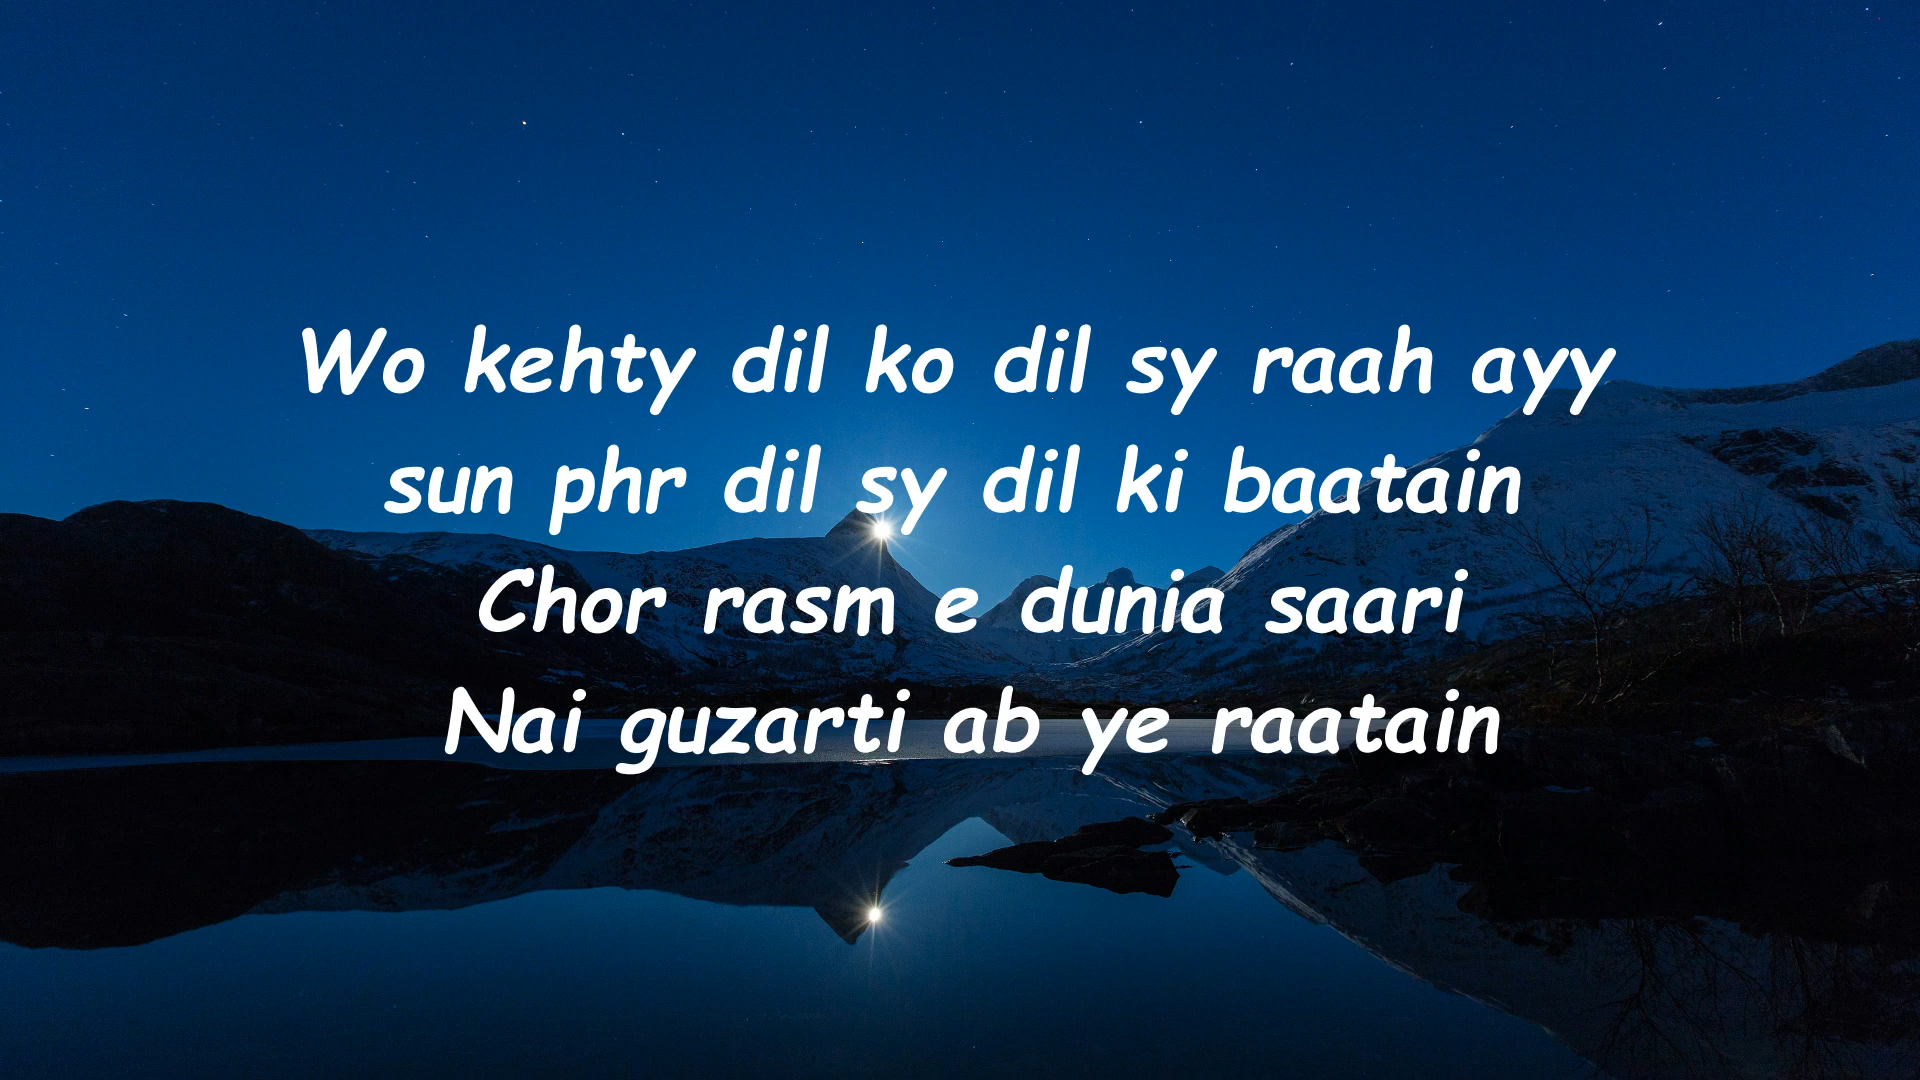 Wo kehty dil ko dil sy raah ayy
sun phr dil sy dil ki baatain
Chor rasm e dunia saari
Nai guzarti ab ye raatain